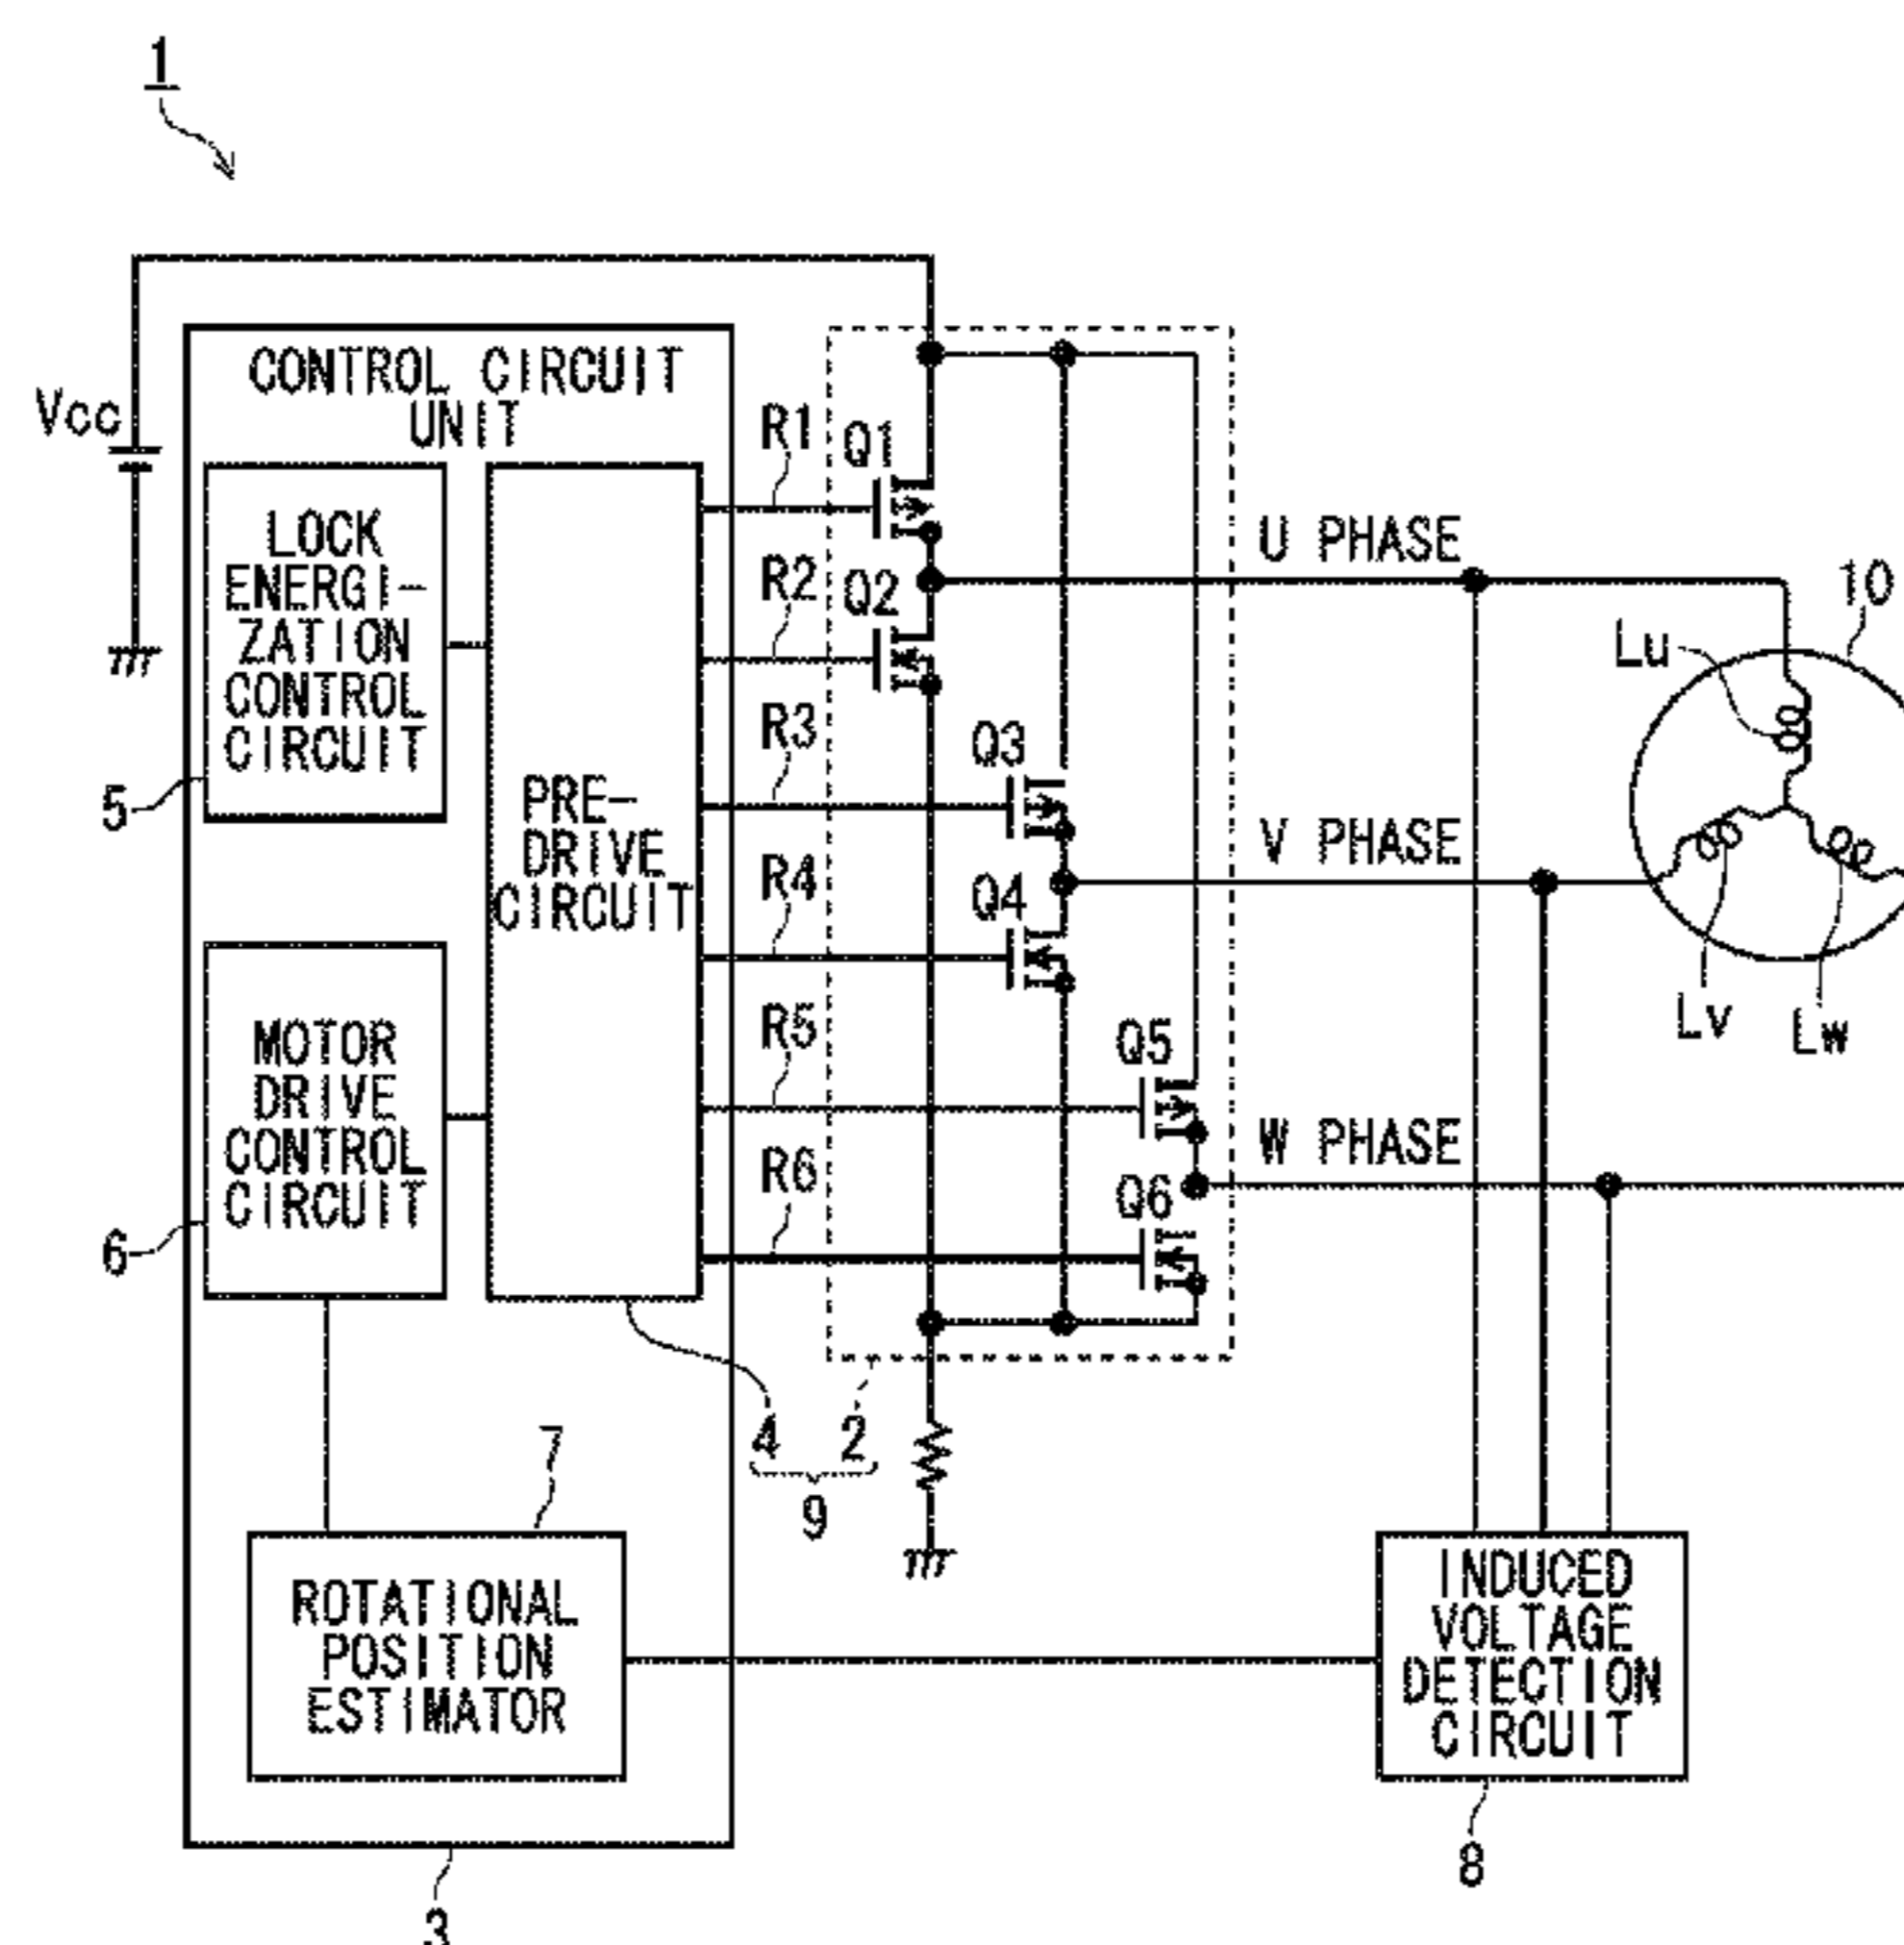 1
CONTROL CIRCUIT
UNIT
Vcc
LOCK
ENERGI-
ZATION
CONTROL
CIRCUIT
5
PRE-
DRIVE
CIRCUIT
MOTOR
DRIVE
CONTROL
CIRCUIT
6
R1
R2
R3
R4
R5
R6
Q1
Q2
Q3
Q4
Q5
Q6
U PHASE
V PHASE
W PHASE
10
Lu
Lv
Lw
4
2
9
7
ROTATIONAL
POSITION
ESTIMATOR
INDUCED
VOLTAGE
DETECTION
CIRCUIT
8
3